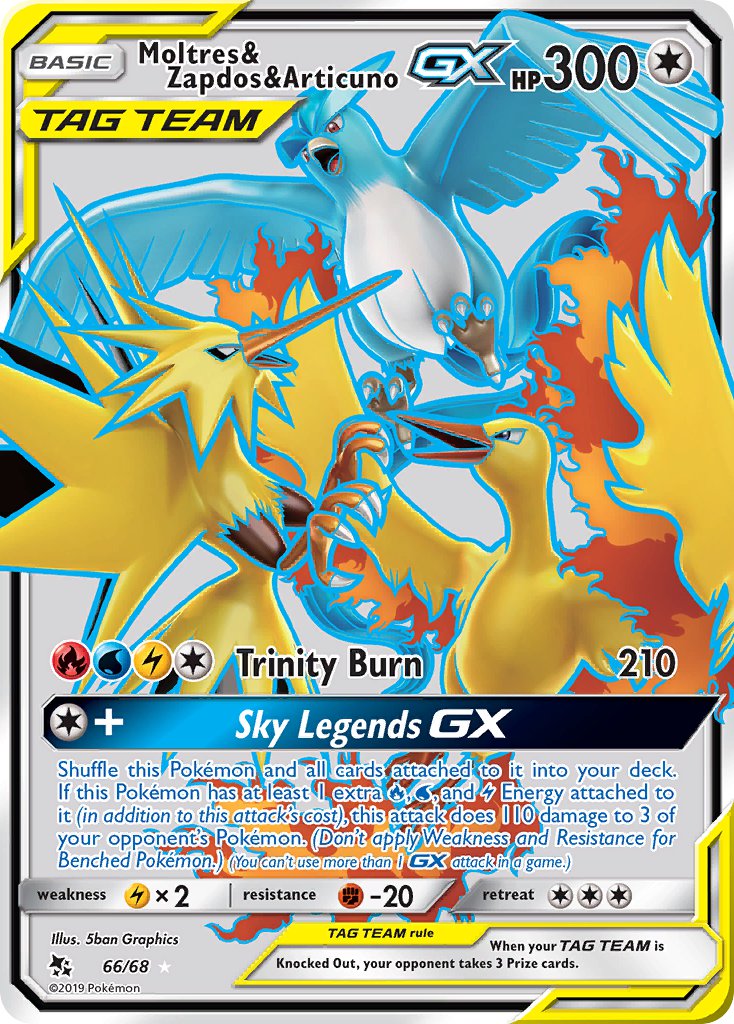 BASIC
Moltres&
Zapdos&Articuno GX HP300
TAG TEAM
Trinity Burn 210
+ Sky Legends GX
Shuffle this Pokémon and all cards attached to it into your deck.
If this Pokémon has at least 1 extra , , and Energy attached to
it (in addition to this attack's cost), this attack does 110 damage to 3 of
your opponent's Pokémon. (Don't apply Weakness and Resistance for
Benched Pokémon.) (You can't use more than 1 GX attack in a game.)
weakness ×2 resistance -20 retreat
Illus. 5ban Graphics
TAG TEAM rule
When your TAG TEAM is
Knocked Out, your opponent takes 3 Prize cards.
66/68
©2019 Pokémon